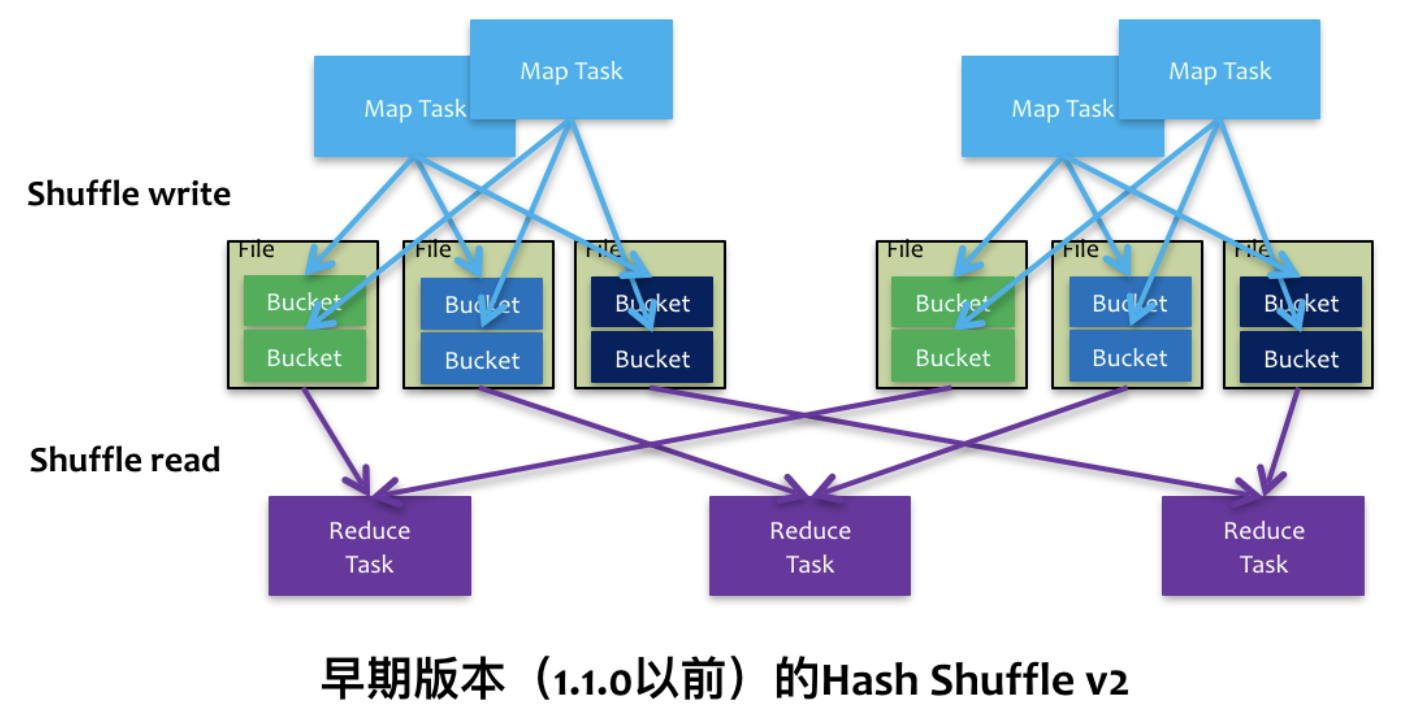 Map Task
Map Task
Map Task
Map Task
Shuffle write
File
File
File
File
File
File
Bucket
Bucket
Bucket
Bucket
Bucket
Bucket
Bucket
Bucket
Bucket
Bucket
Bucket
Bucket
Shuffle read
Reduce
Task
Reduce
Task
Reduce
Task
早期版本（1.1.0以前）的Hash Shuffle v2